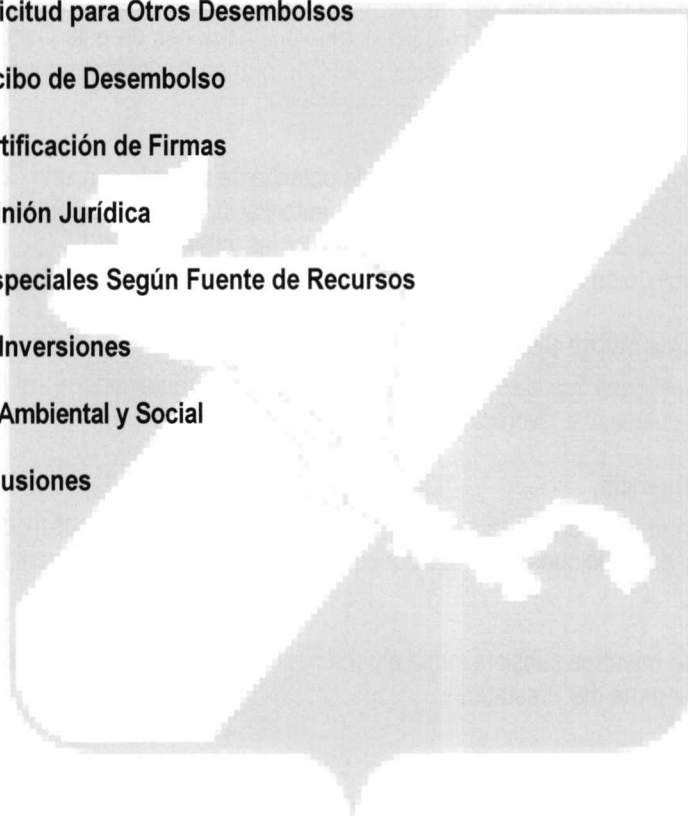 icitud para Otros Desembolsos
cibo de Desembolso
tificación de Firmas
nión Jurídica
speciales Según Fuente de Recursos
Inversiones
Ambiental y Social
usiones